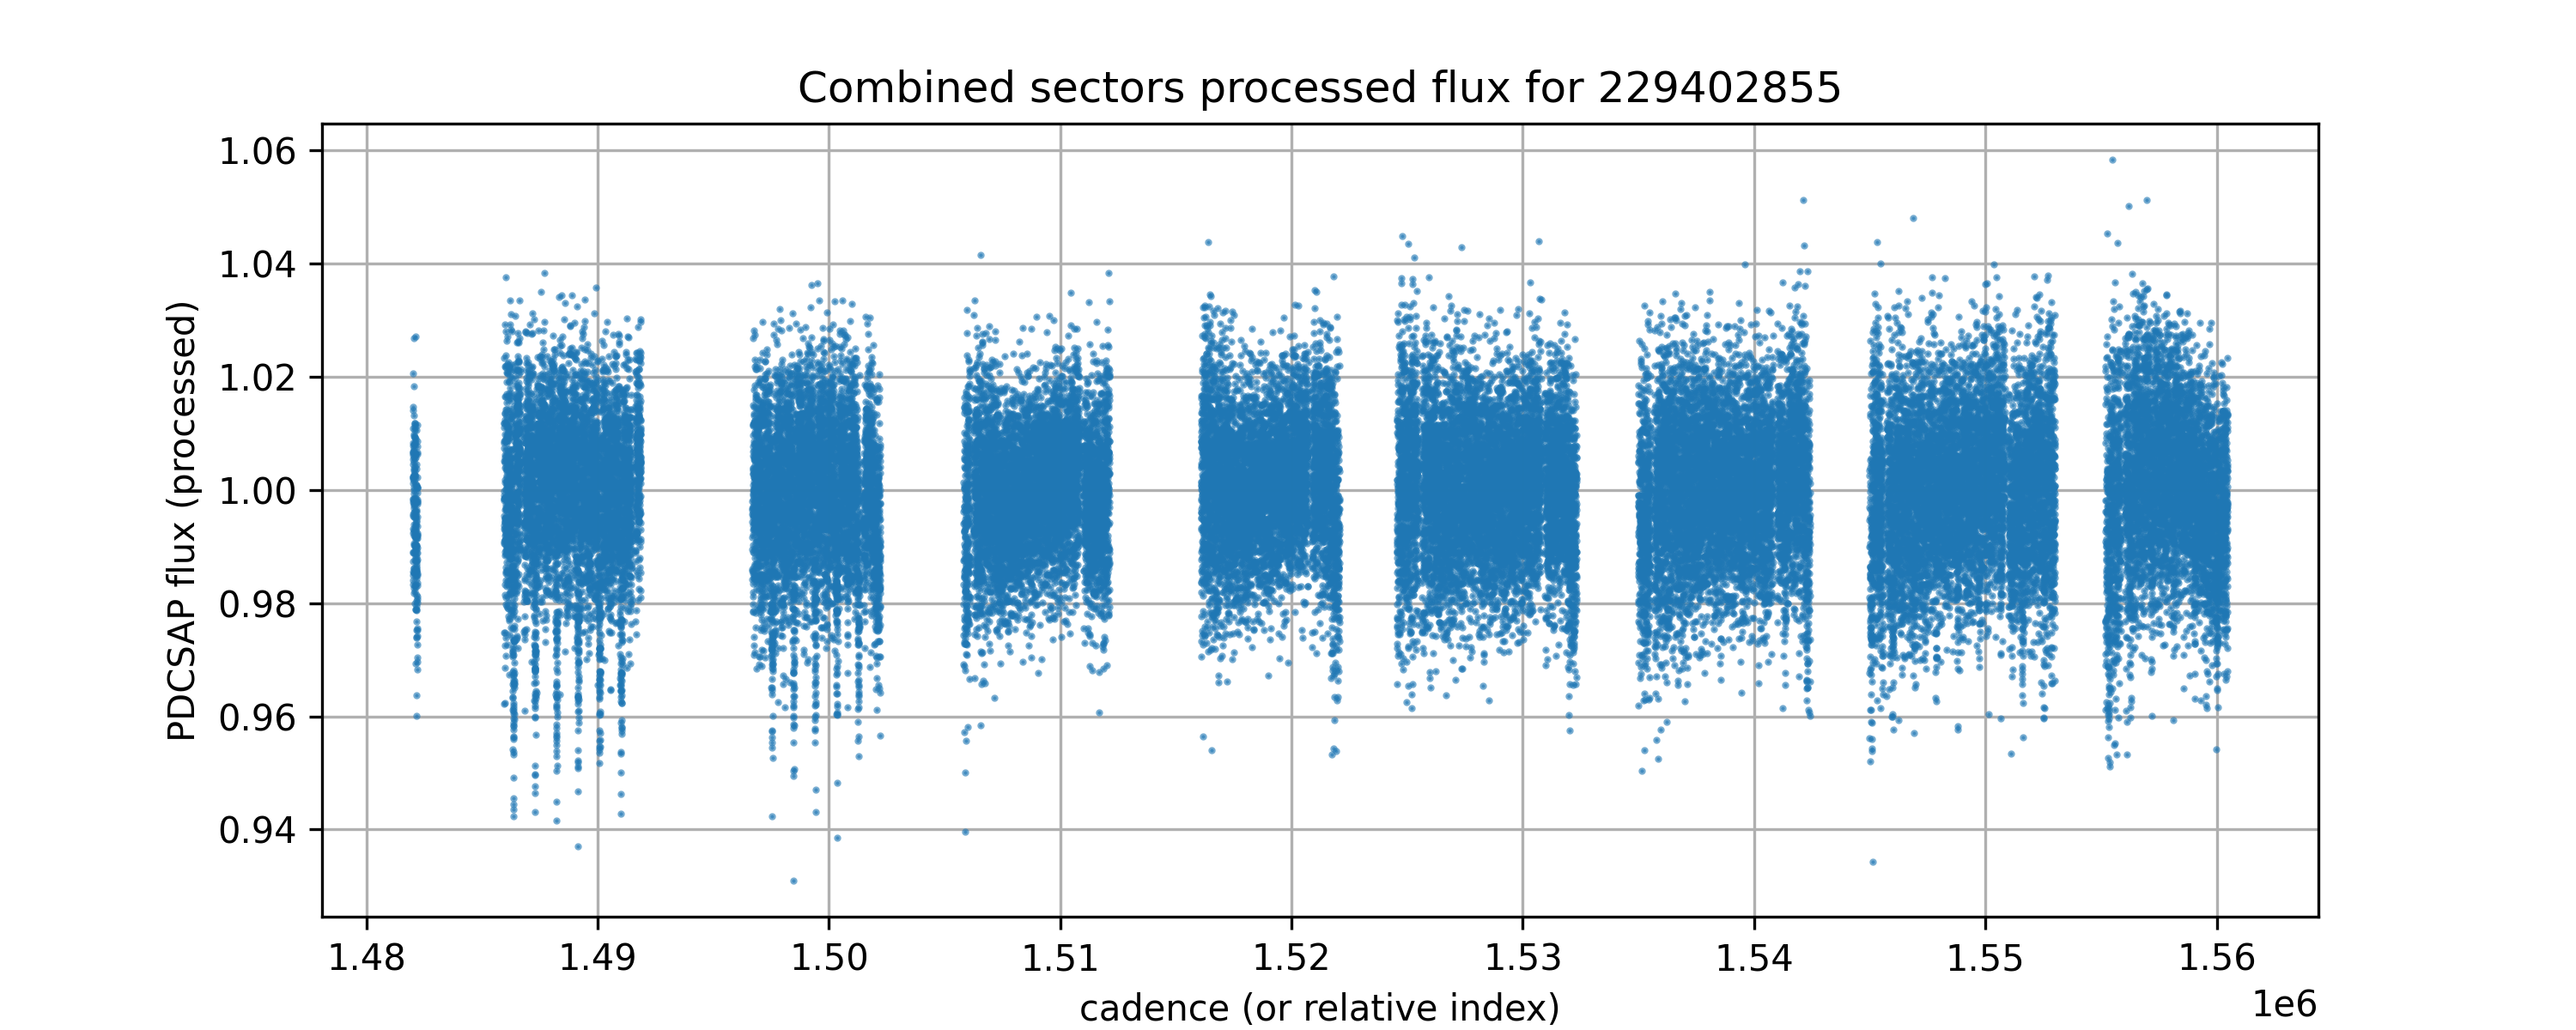 Combined sectors processed flux for 229402855
PDCSAP flux (processed)
1.06
1.04
1.02
1.00
0.98
0.96
0.94
1.48 1.49 1.50 1.51 1.52 1.53 1.54 1.55 1.56
1e6
cadence (or relative index)